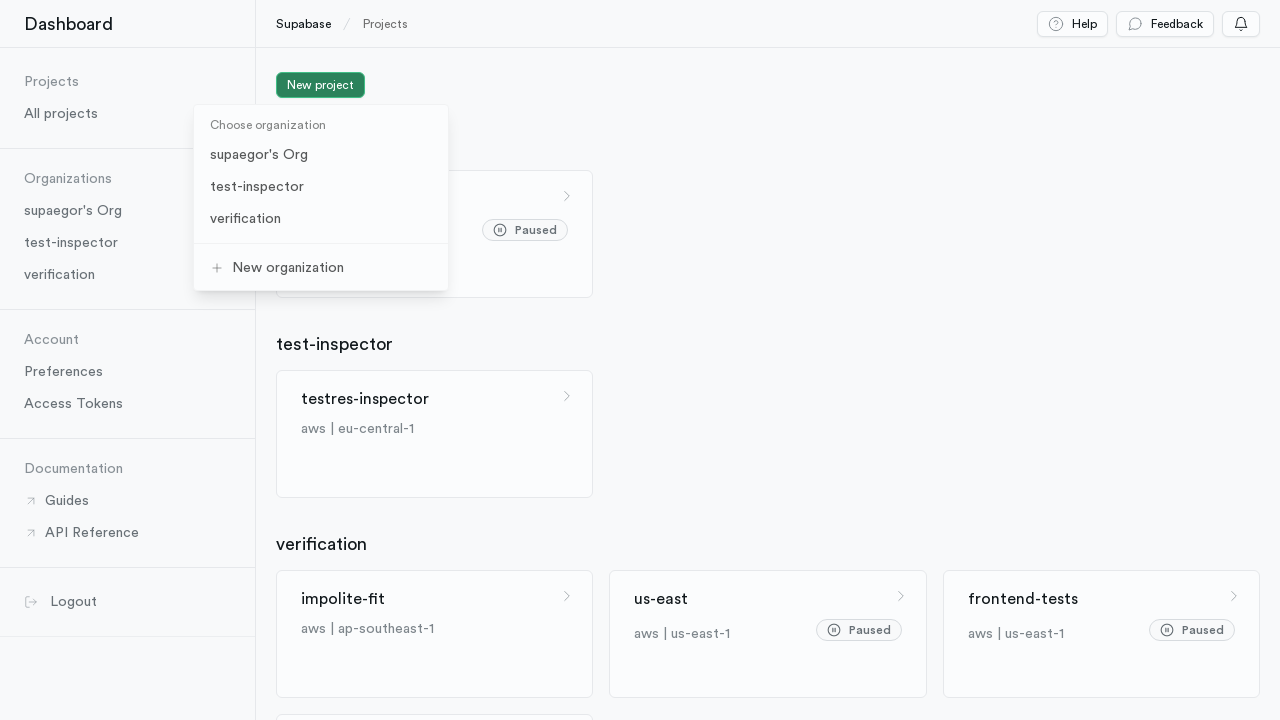 Dashboard
Supabase / Projects
Help
Feedback
Projects
All projects
Organizations
supaegor's Org
test-inspector
verification
Account
Preferences
Access Tokens
Documentation
Guides
API Reference
Logout
New project
Choose organization
supaegor's Org
test-inspector
verification
New organization
Paused
test-inspector
testres-inspector
aws | eu-central-1
verification
impolite-fit
aws | ap-southeast-1
us-east
aws | us-east-1
Paused
frontend-tests
aws | us-east-1
Paused